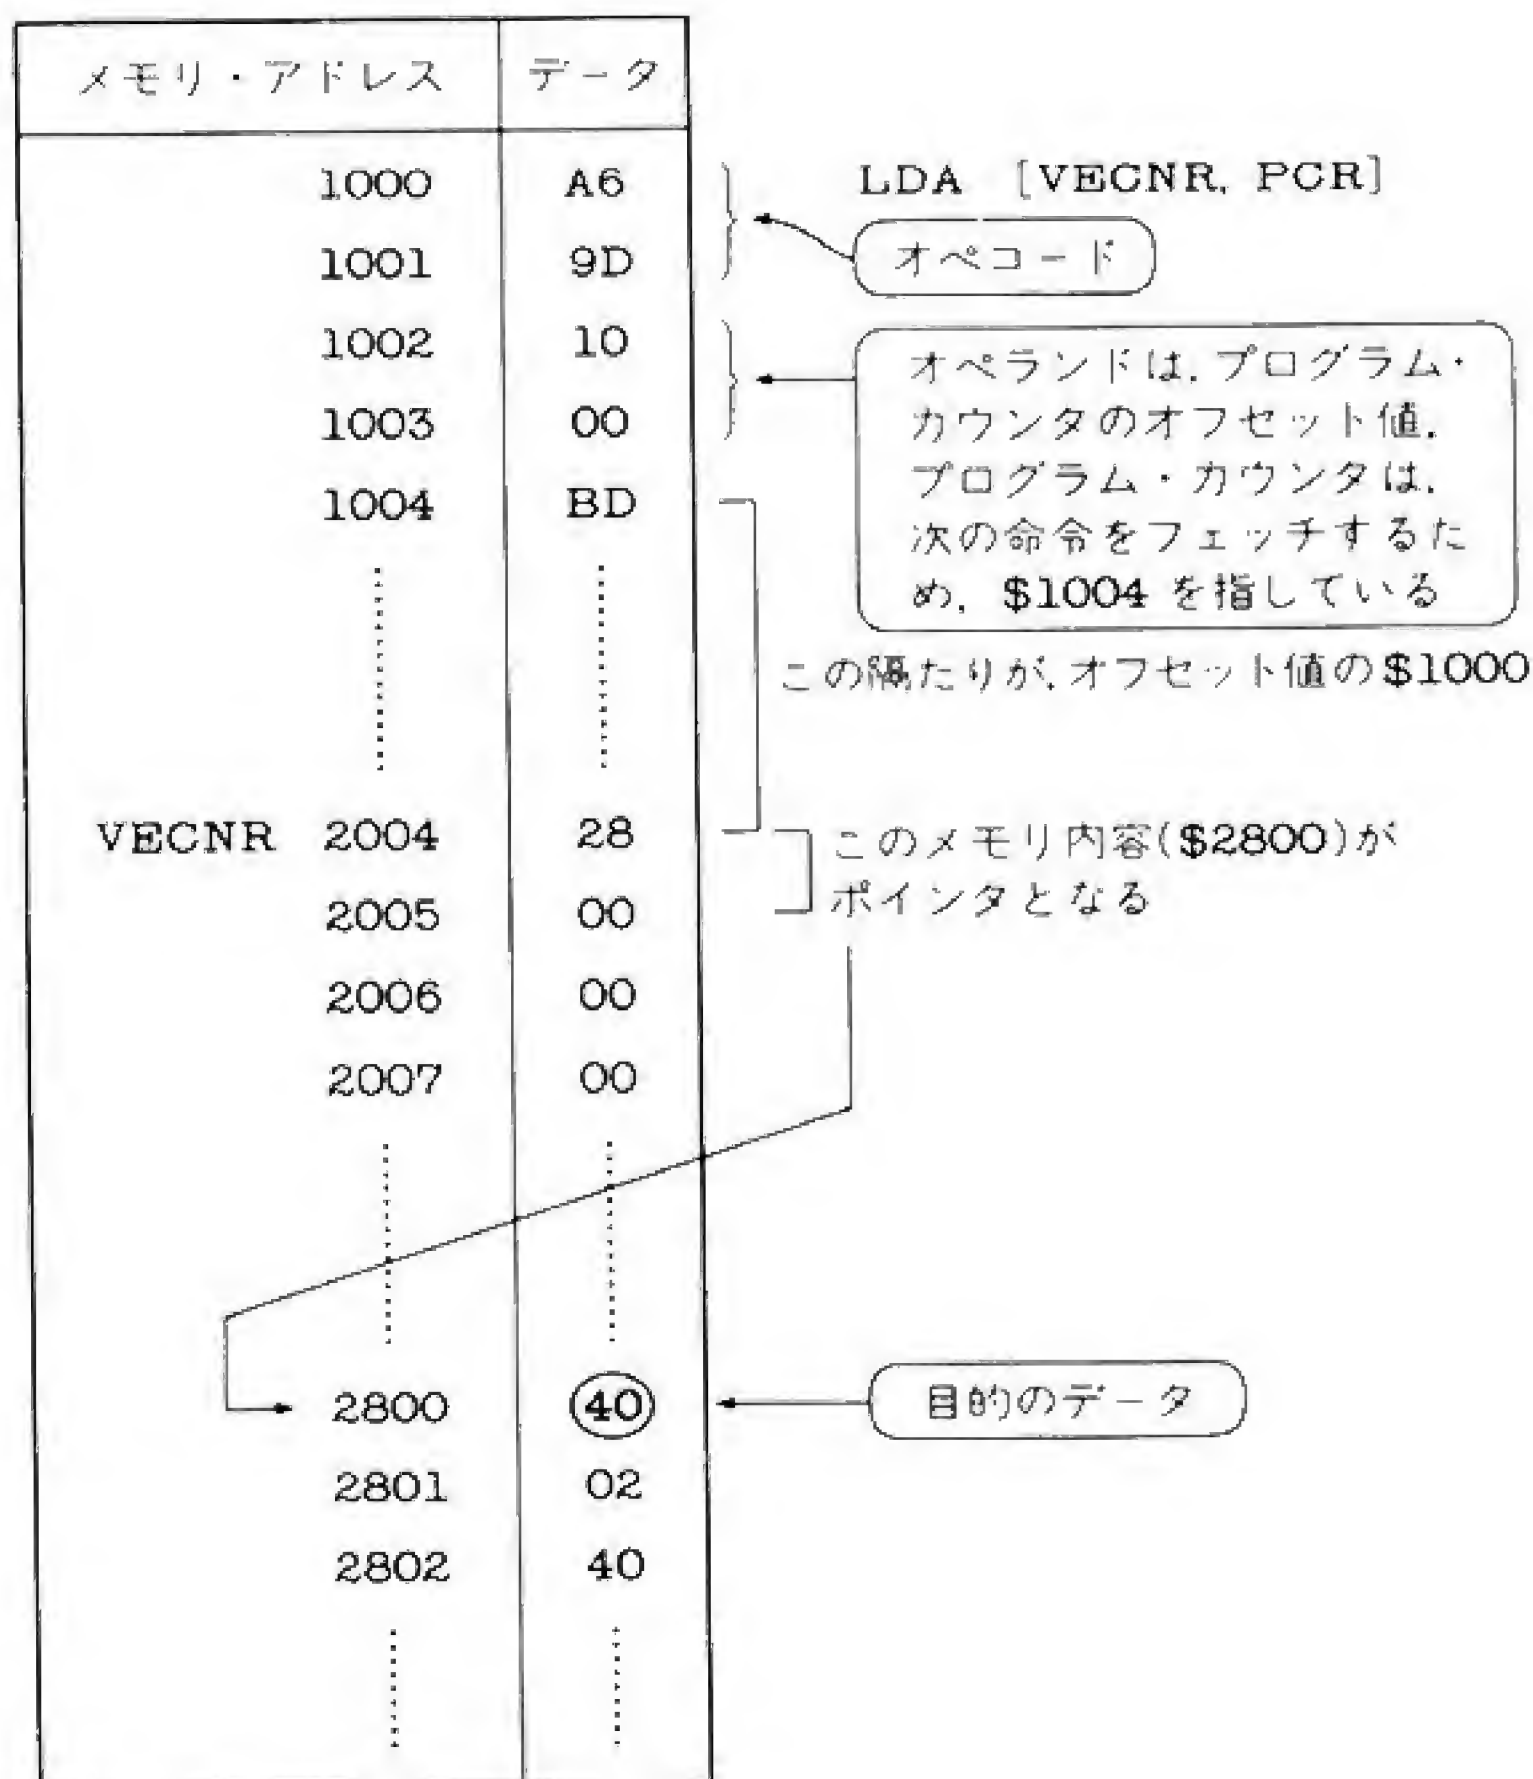 メモリ・アドレス データ
1000 A6 LDA [VECNR, PCR]
1001 9D オペコード
1002 10
1003 00
1004 BD
オペランドは,プログラム・
カウンタのオフセット値.
プログラム・カウンタは,
次の命令をフェッチするた
め, $1004 を指している
この隔たりが,オフセット値の$1000
VECNR 2004 28
2005 00
2006 00
2007 00
このメモリ内容($2800)が
ポインタとなる
2800 40 目的のデータ
2801 02
2802 40